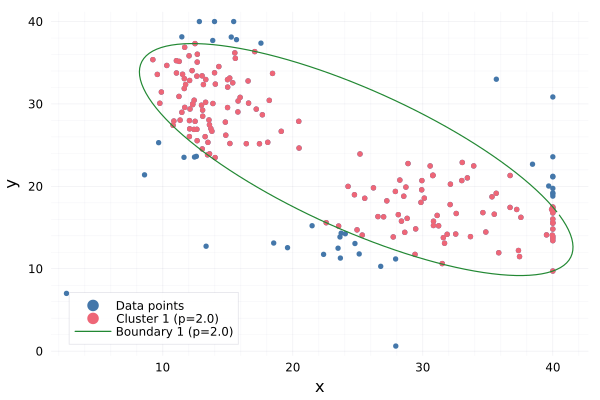 40
30
20
10
0
y
Data points
Cluster 1 (p=2.0)
Boundary 1 (p=2.0)
10 20 30 40
x